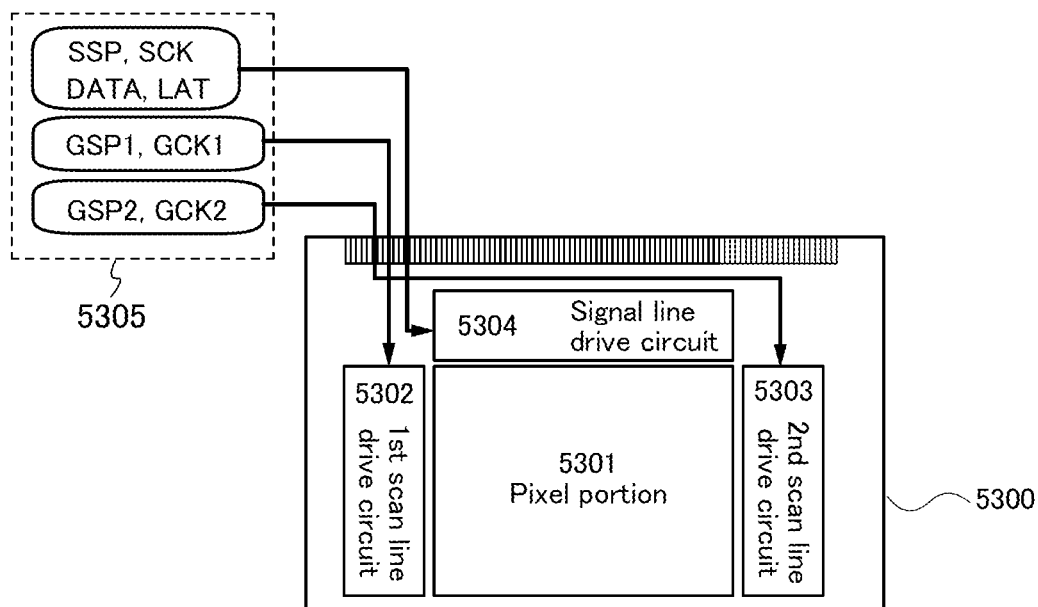 SSP, SCK
DATA, LAT
GSP1, GCK1
GSP2, GCK2
5305
5304
Signal line
drive circuit
5302
1st scan line
drive circuit
5301
Pixel portion
5303
2nd scan line
drive circuit
5300